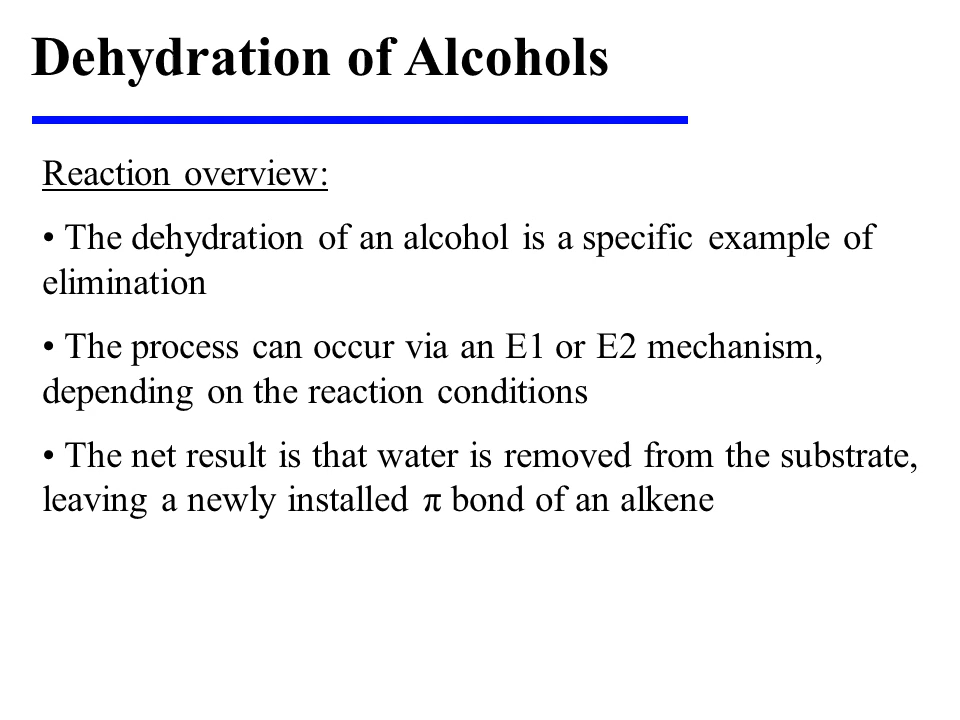 Dehydration of Alcohols
Reaction overview:
• The dehydration of an alcohol is a specific example of
elimination
• The process can occur via an E1 or E2 mechanism,
depending on the reaction conditions
• The net result is that water is removed from the substrate,
leaving a newly installed π bond of an alkene